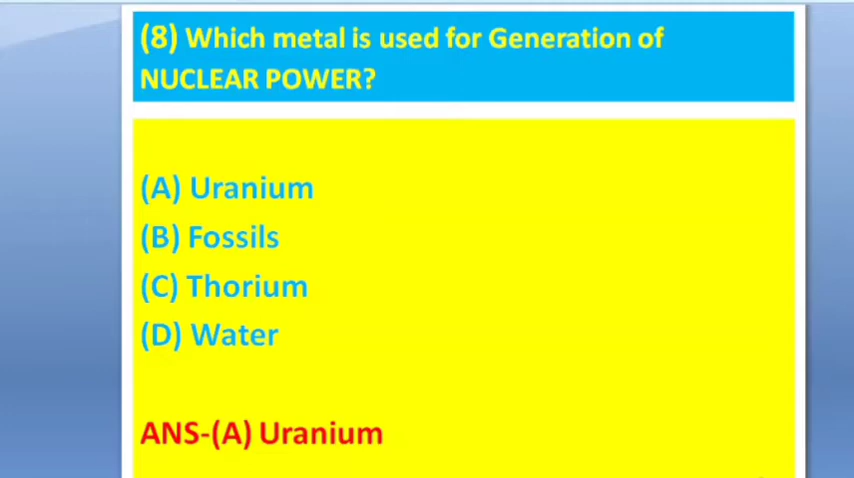 (8) Which metal is used for Generation of
NUCLEAR POWER?
(A) Uranium
(B) Fossils
(C) Thorium
(D) Water
ANS-(A) Uranium